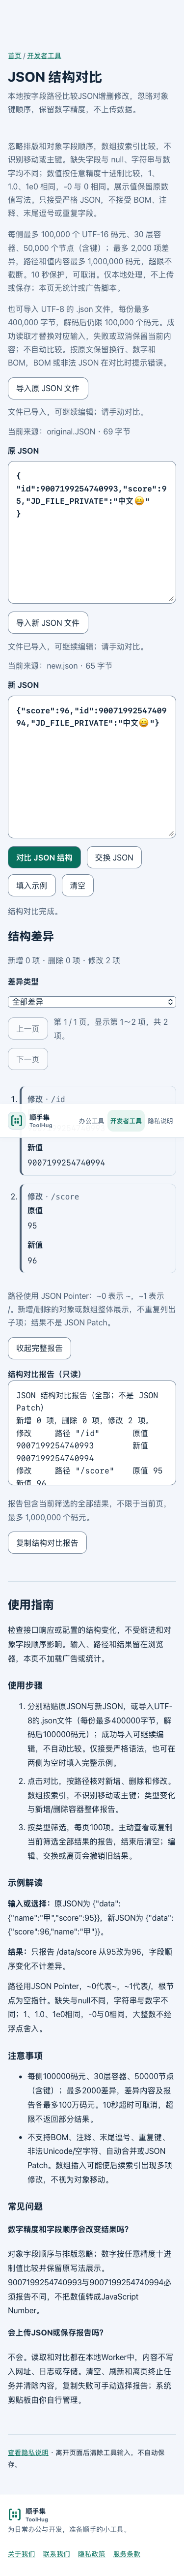 首页 / 开发者工具
JSON 结构对比
本地按字段路径比较JSON增删修改，忽略对象
键顺序，保留数字精度，不上传数据。
忽略排版和对象字段顺序，数组按索引比较，不
识别移动或主键。缺失字段与 null、字符串与数
字均不同；数值按任意精度十进制比较，1、
1.0、1e0 相同，-0 与 0 相同。展示值保留原数
值写法。只接受严格 JSON，不接受 BOM、注
释、末尾逗号或重复字段。
每侧最多 100,000 个 UTF-16 码元、30 层容
器、50,000 个节点（含键）；最多 2,000 项差
异，路径和值内容最多 1,000,000 码元，超限不
截断。10 秒保护，可取消。仅本地处理，不上传
或保存；本页无统计或广告脚本。
也可导入 UTF-8 的 .json 文件，每份最多
400,000 字节，解码后仍限 100,000 个码元。成
功读取才替换对应输入，失败或取消保留当前内
容；不自动比较。按原文保留换行、数字和
BOM，BOM 或非法 JSON 在对比时提示错误。
导入原 JSON 文件
文件已导入，可继续编辑；请手动对比。
当前来源：original.JSON · 69 字节
原 JSON
{
"id":9007199254740993,"score":9
5,"JD_FILE_PRIVATE":"中文😀"
}
导入新 JSON 文件
文件已导入，可继续编辑；请手动对比。
当前来源：new.json · 65 字节
新 JSON
{"score":96,"id":90071992547409
94,"JD_FILE_PRIVATE":"中文😀"}
对比 JSON 结构
交换 JSON
填入示例
清空
结构对比完成。
结构差异
新增 0 项 · 删除 0 项 · 修改 2 项
差异类型
全部差异
上一页
第 1 / 1 页，显示第 1～2 项，共 2
项。
下一页
1. 修改 · /id
顺手集
ToolHug
办公工具
开发者工具
隐私说明
新值
9007199254740994
2. 修改 · /score
原值
95
新值
96
路径使用 JSON Pointer：~0 表示 ~，~1 表示
/。新增/删除的对象或数组整体展示，不重复列出
子项；结果不是 JSON Patch。
收起完整报告
结构对比报告（只读）
JSON 结构对比报告（全部；不是 JSON
Patch）
新增 0 项，删除 0 项，修改 2 项。
修改 路径 "/id" 原值
9007199254740993 新值
9007199254740994
修改 路径 "/score" 原值 95
新值 96
报告包含当前筛选的全部结果，不限于当前页，
最多 1,000,000 个码元。
复制结构对比报告
使用指南
检查接口响应或配置的结构变化，不受缩进和对
象字段顺序影响。输入、路径和结果留在浏览
器，本页不加载广告或统计。
使用步骤
1. 分别粘贴原JSON与新JSON，或导入UTF-
8的.json文件（每份最多400000字节，解
码后100000码元）；成功导入可继续编
辑，不自动比较。仅接受严格语法，也可在
两侧为空时填入完整示例。
2. 点击对比，按路径核对新增、删除和修改。
数组按索引，不识别移动或主键；类型变化
与新增/删除容器整体报告。
3. 按类型筛选，每页100项。主动查看或复制
当前筛选全部结果的报告，结束后清空；编
辑、交换或离页会撤销旧结果。
示例解读
输入或选择：原JSON为 {"data":
{"name":"甲","score":95}}，新JSON为 {"data":
{"score":96,"name":"甲"}}。
结果：只报告 /data/score 从95改为96，字段顺
序变化不计差异。
路径用JSON Pointer，~0代表~，~1代表/，根节
点为空指针。缺失与null不同，字符串与数字不
同；1、1.0、1e0相同，-0与0相同，大整数不经
浮点舍入。
注意事项
• 每侧100000码元、30层容器、50000节点
（含键）；最多2000差异，差异内容及报
告各最多100万码元。10秒超时可取消，超
限不返回部分结果。
• 不支持BOM、注释、末尾逗号、重复键、
非法Unicode/空字符、自动合并或JSON
Patch。数组插入可能使后续索引出现多项
修改，不视为对象移动。
常见问题
数字精度和字段顺序会改变结果吗？
对象字段顺序与排版忽略；数字按任意精度十进
制值比较并保留原写法展示。
9007199254740993与9007199254740994必
须报告不同，不把数值转成JavaScript
Number。
会上传JSON或保存报告吗？
不会。读取和对比都在本地Worker中，内容不写
入网址、日志或存储。清空、刷新和离页终止任
务并清除内容，复制失败可手动选择报告；系统
剪贴板由你自行管理。
查看隐私说明 · 离开页面后清除工具输入，不自动保
存。
顺手集
ToolHug
为日常办公与开发，准备顺手的小工具。
关于我们
联系我们
隐私政策
服务条款